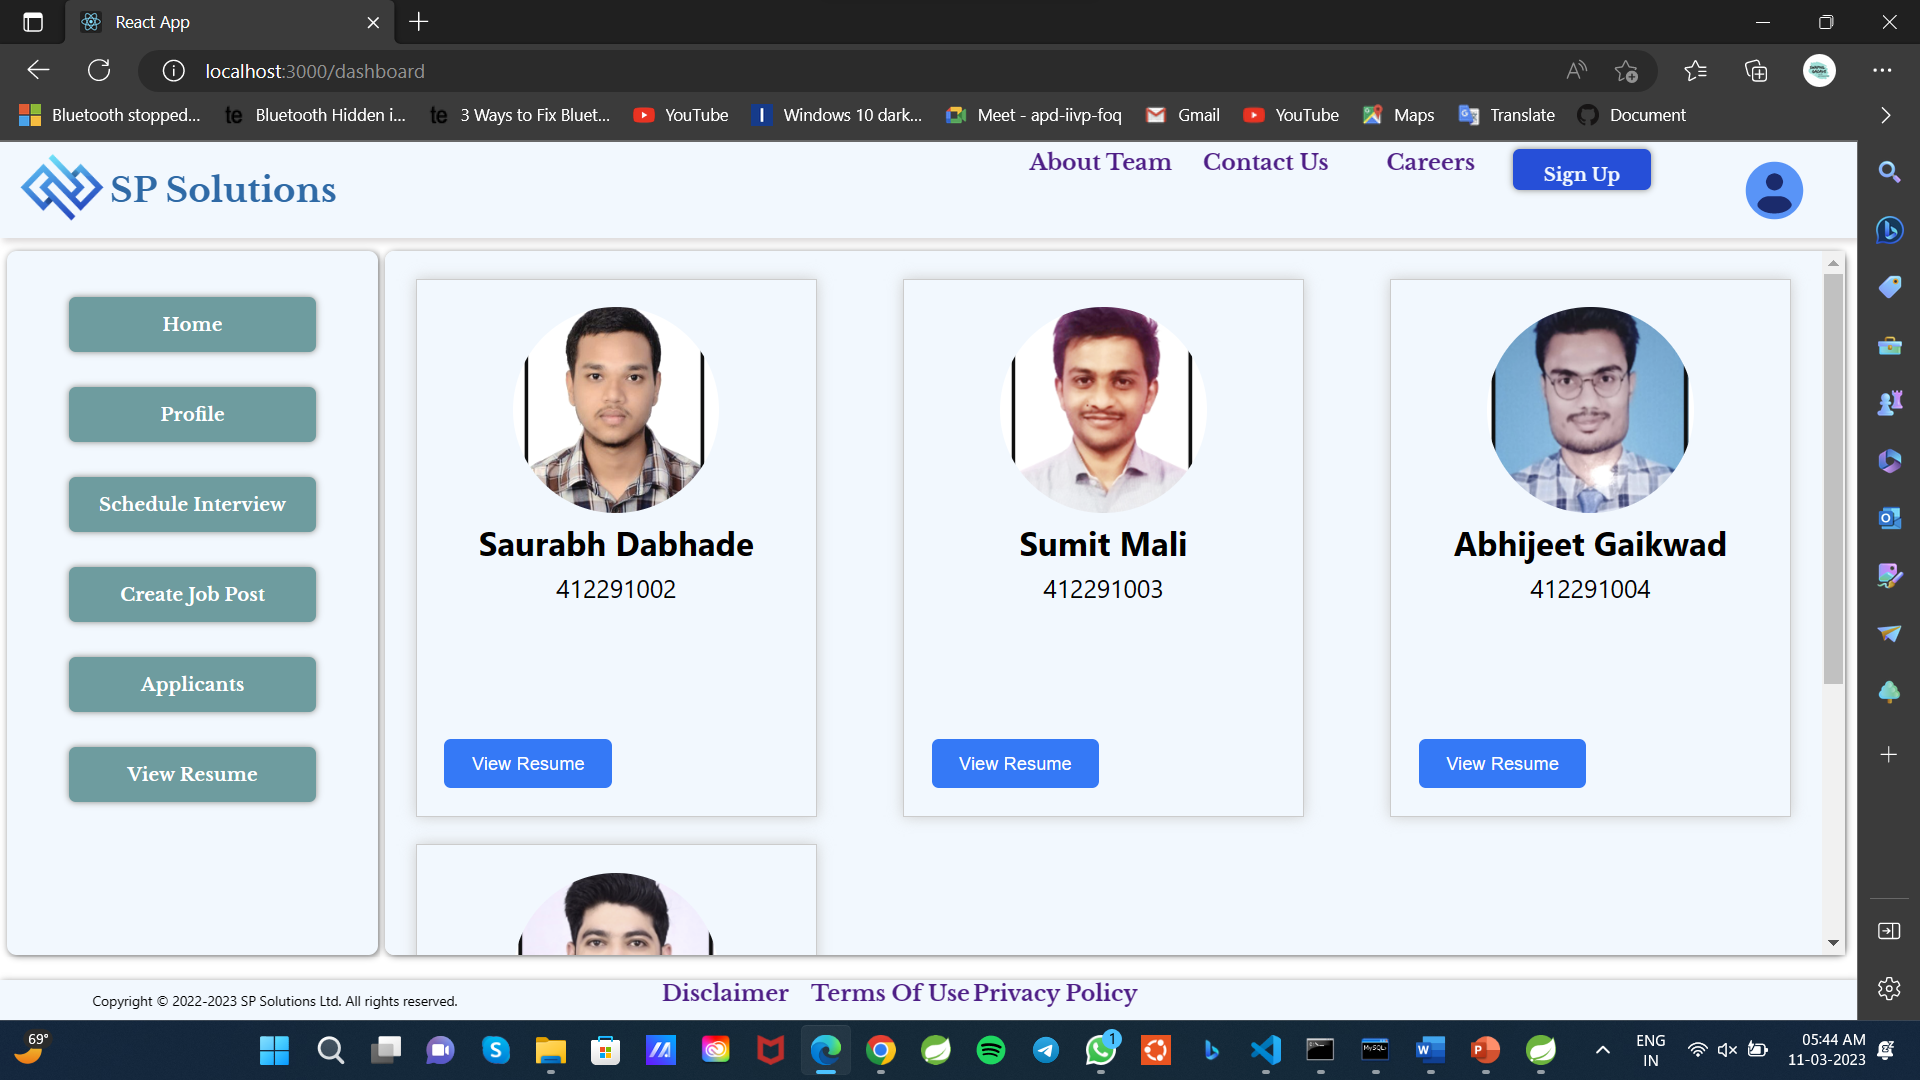 React App
localhost:3000/dashboard
Bluetooth stopped...
te Bluetooth Hidden i...
te 3 Ways to Fix Bluet...
YouTube
Windows 10 dark...
Meet - apd-iivp-foq
Gmail
YouTube
Maps
Translate
Document
SP Solutions
About Team
Contact Us
Careers
Sign Up
Home
Profile
Schedule Interview
Create Job Post
Applicants
View Resume
Saurabh Dabhade
412291002
View Resume
Sumit Mali
412291003
View Resume
Abhijeet Gaikwad
412291004
View Resume
Copyright © 2022-2023 SP Solutions Ltd. All rights reserved.
Disclaimer
Terms Of Use
Privacy Policy
69°
1
ENG
IN
05:44 AM
11-03-2023